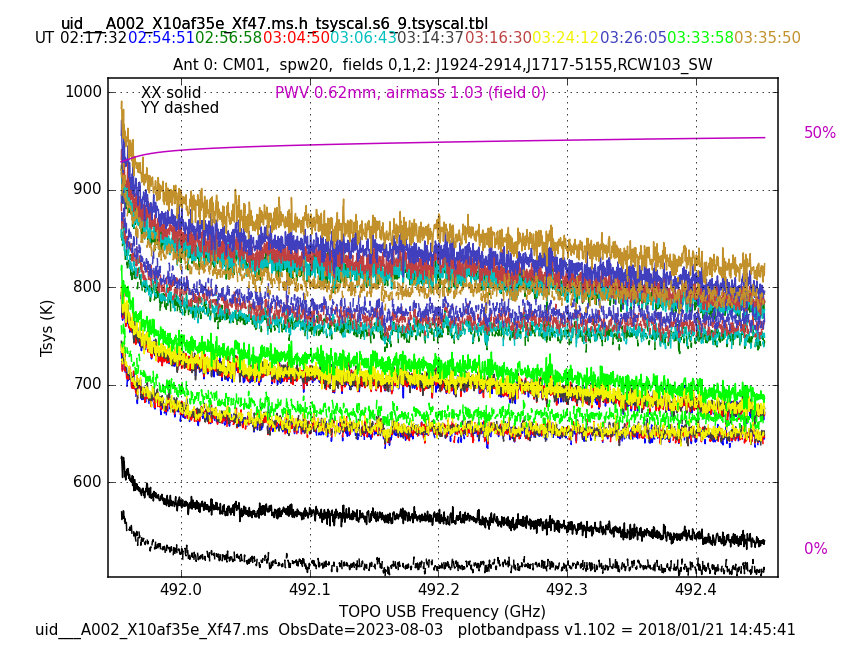 uid___A002_X10af35e_Xf47.ms.h_tsyscal.s6_9.tsyscal.tbl
UT 02:17:32 02:54:51 02:56:58 03:04:50 03:06:43 03:14:37 03:16:30 03:24:12 03:26:05 03:33:58 03:35:50
Ant 0: CM01,  spw20,  fields 0,1,2: J1924-2914,J1717-5155,RCW103_SW
XX solid
YY dashed
PWV 0.62mm, airmass 1.03 (field 0)
1000
900
800
700
600
Tsys (K)
50%
0%
492.0 492.1 492.2 492.3 492.4
TOPO USB Frequency (GHz)
uid___A002_X10af35e_Xf47.ms  ObsDate=2023-08-03   plotbandpass v1.102 = 2018/01/21 14:45:41